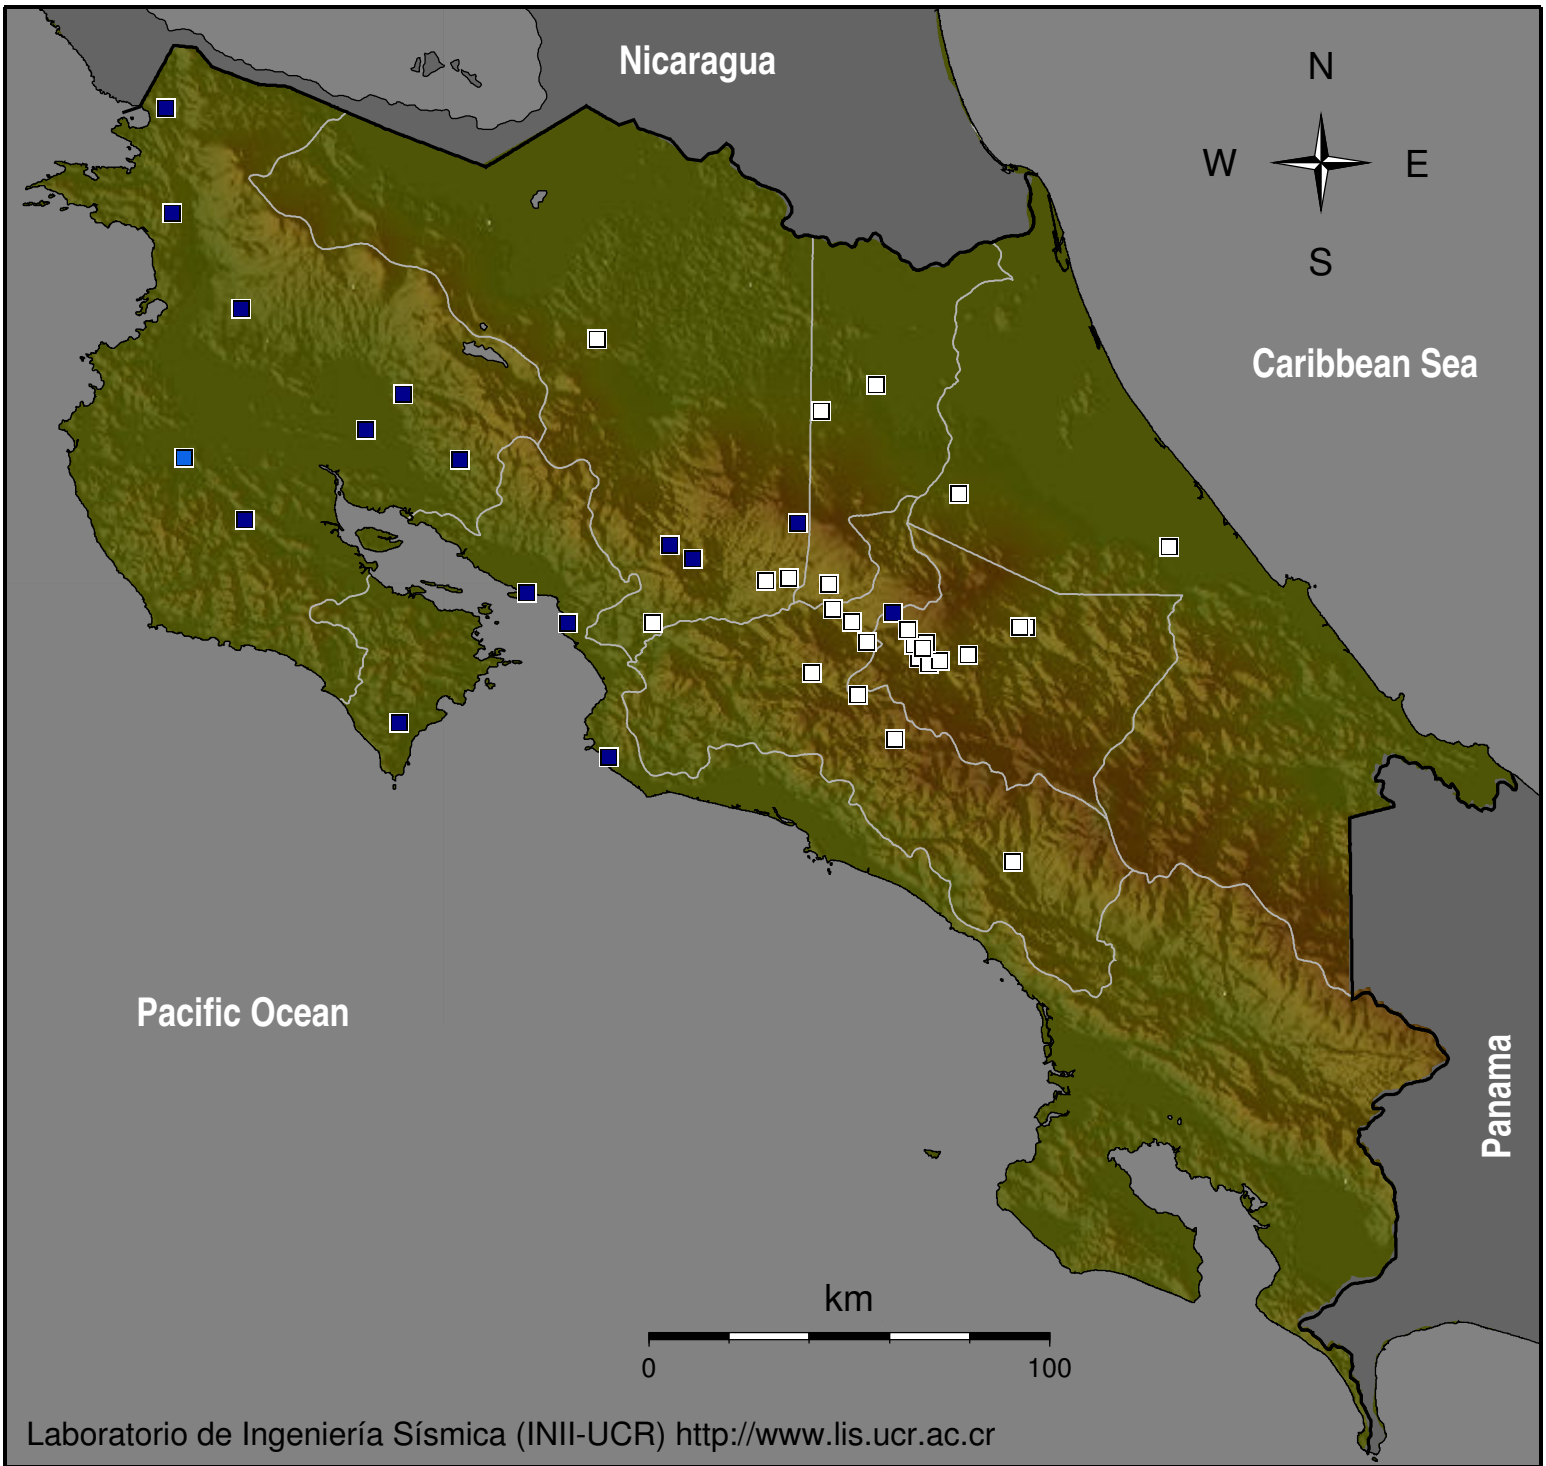 Nicaragua
N
W
E
S
Caribbean Sea
Pacific Ocean
Panama
km
0
100
Laboratorio de Ingeniería Sísmica (INII-UCR) http://www.lis.ucr.ac.cr